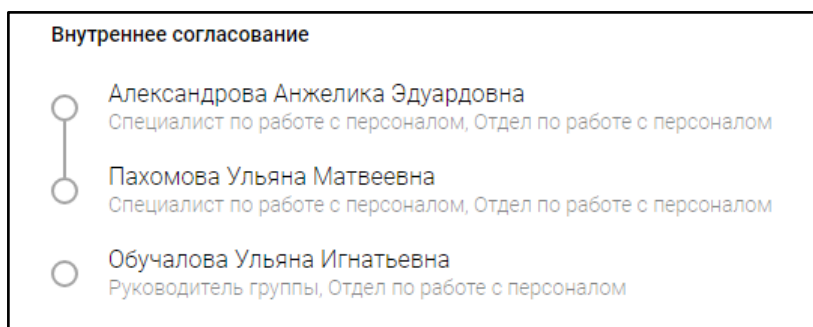 Внутреннее согласование
Александрова Анжелика Эдуардовна
Специалист по работе с персоналом, Отдел по работе с персоналом
Пахомова Ульяна Матвеевна
Специалист по работе с персоналом, Отдел по работе с персоналом
Обучалова Ульяна Игнатьевна
Руководитель группы, Отдел по работе с персоналом